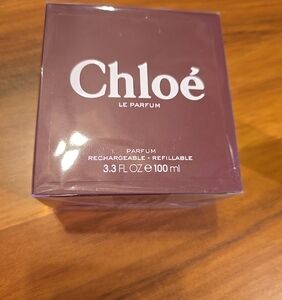 Chloé
LE PARFUM
PARFUM
RECHARGEABLE - REFILLABLE
3.3 FL OZ ℮ 100 ml